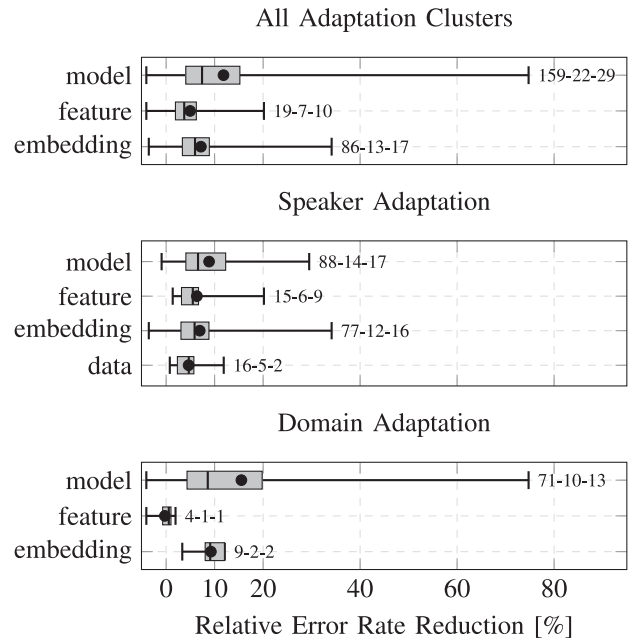 All Adaptation Clusters
model 159-22-29
feature 19-7-10
embedding 86-13-17
Speaker Adaptation
model 88-14-17
feature 15-6-9
embedding 77-12-16
data 16-5-2
Domain Adaptation
model 71-10-13
feature 4-1-1
embedding 9-2-2
0 10 20 40 60 80
Relative Error Rate Reduction [%]